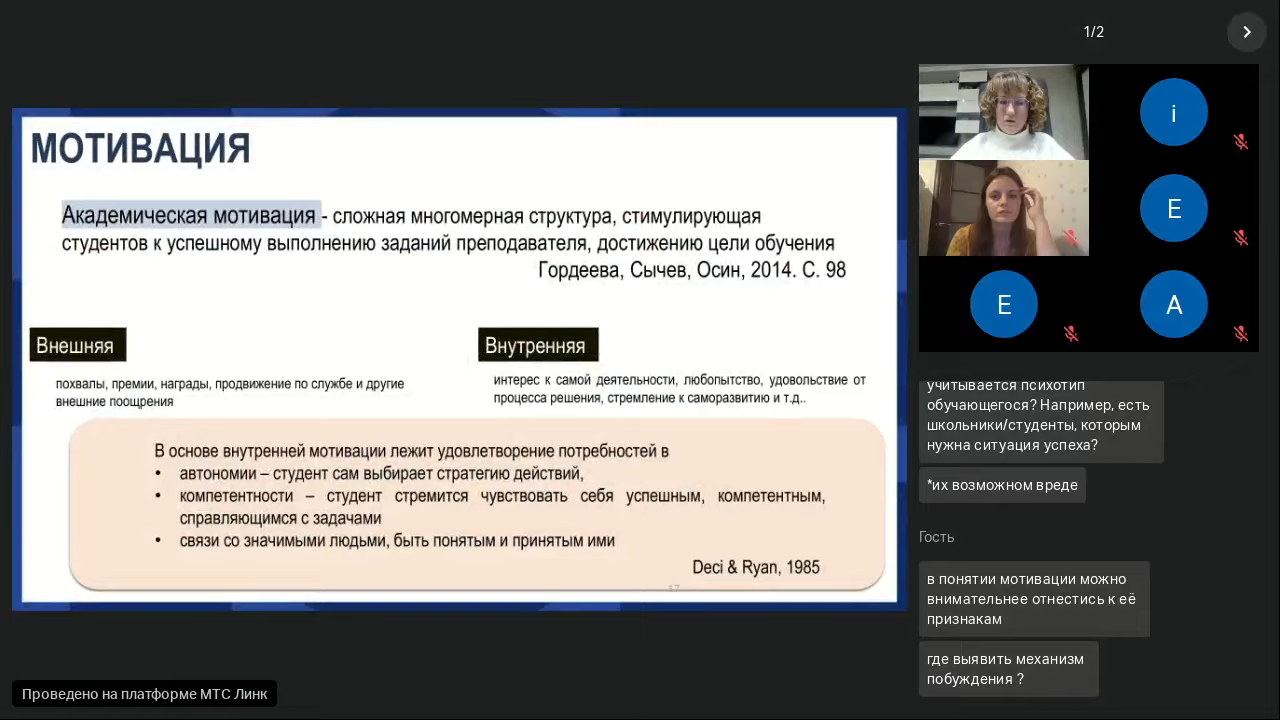 1/2
МОТИВАЦИЯ
Академическая мотивация - сложная многомерная структура, стимулирующая
студентов к успешному выполнению заданий преподавателя, достижению цели обучения
Гордеева, Сычев, Осин, 2014. С. 98
Внешняя
похвалы, премии, награды, продвижение по службе и другие
внешние поощрения
Внутренняя
интерес к самой деятельности, любопытство, удовольствие от
процесса решения, стремление к саморазвитию и т.д..
В основе внутренней мотивации лежит удовлетворение потребностей в
• автономии – студент сам выбирает стратегию действий,
• компетентности – студент стремится чувствовать себя успешным, компетентным,
справляющимся с задачами
• связи со значимыми людьми, быть понятым и принятым ими
Deci & Ryan, 1985
17
Проведено на платформе МТС Линк
i
E
E
A
учитывается психотип
обучающегося? Например, есть
школьники/студенты, которым
нужна ситуация успеха?
*их возможном вреде
Гость
в понятии мотивации можно
внимательнее отнестись к её
признакам
где выявить механизм
побуждения ?